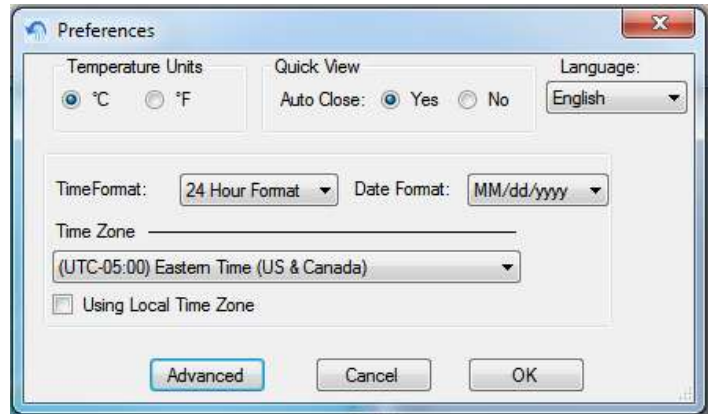 Preferences
Temperature Units Quick View Language:
°C °F Auto Close: Yes No English
TimeFormat: 24 Hour Format Date Format: MM/dd/yyyy
Time Zone
(UTC-05:00) Eastern Time (US & Canada)
Using Local Time Zone
Advanced Cancel OK